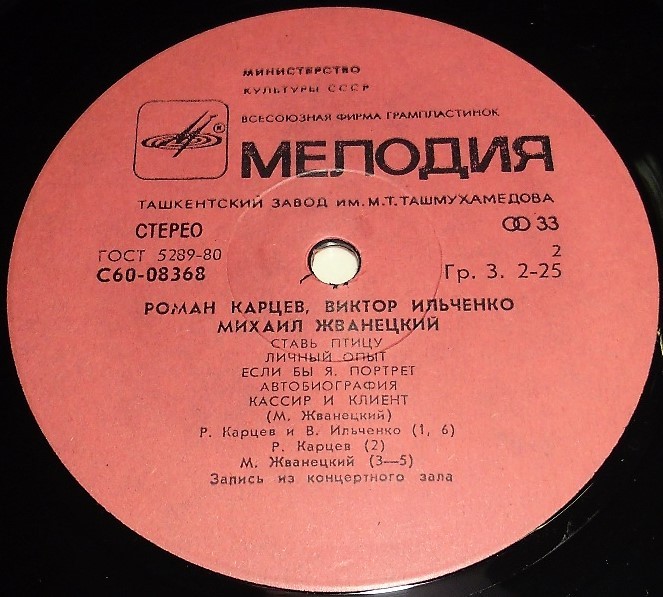 МИНИСТЕРСТВО
КУЛЬТУРЫ СССР
ВСЕСОЮЗНАЯ ФИРМА ГРАМПЛАСТИНОК
МЕЛОДИЯ
ТАШКЕНТСКИЙ ЗАВОД ИМ. М.Т. ТАШМУХАМЕДОВА
СТЕРЕО 33
ГОСТ 5289-80 2
С60-08368 Гр. 3. 2-25
РОМАН КАРЦЕВ, ВИКТОР ИЛЬЧЕНКО
МИХАИЛ ЖВАНЕЦКИЙ
СТАВЬ ПТИЦУ
ЛИЧНЫЙ ОПЫТ
ЕСЛИ БЫ Я. ПОРТРЕТ
АВТОБИОГРАФИЯ
КАССИР И КЛИЕНТ
(М. Жванецкий)
Р. Карцев и В. Ильченко (1, 6)
Р. Карцев (2)
М. Жванецкий (3—5)
Запись из концертного зала